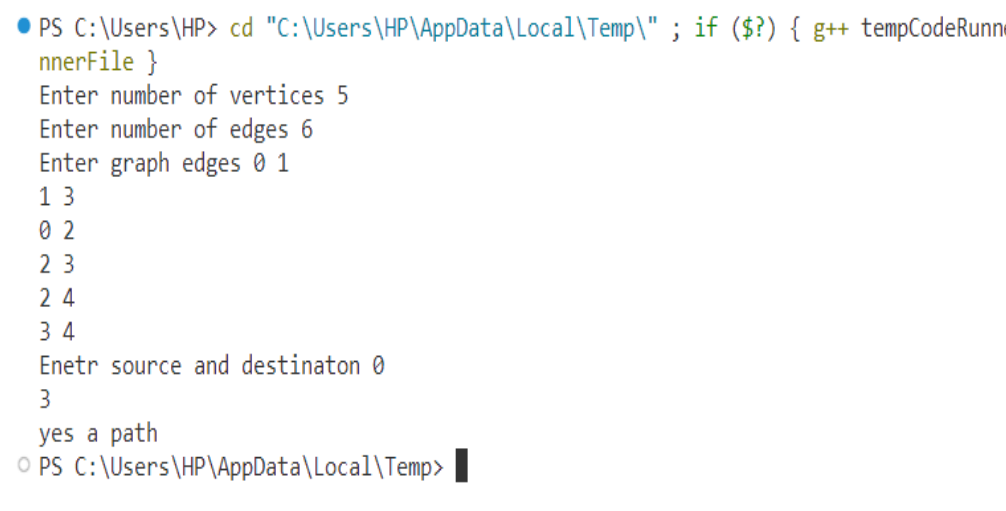 PS C:\Users\HP> cd "C:\Users\HP\AppData\Local\Temp\" ; if ($?) { g++ tempCodeRunne
nnerFile }
Enter number of vertices 5
Enter number of edges 6
Enter graph edges 0 1
1 3
0 2
2 3
2 4
3 4
Enetr source and destinaton 0
3
yes a path
PS C:\Users\HP\AppData\Local\Temp>